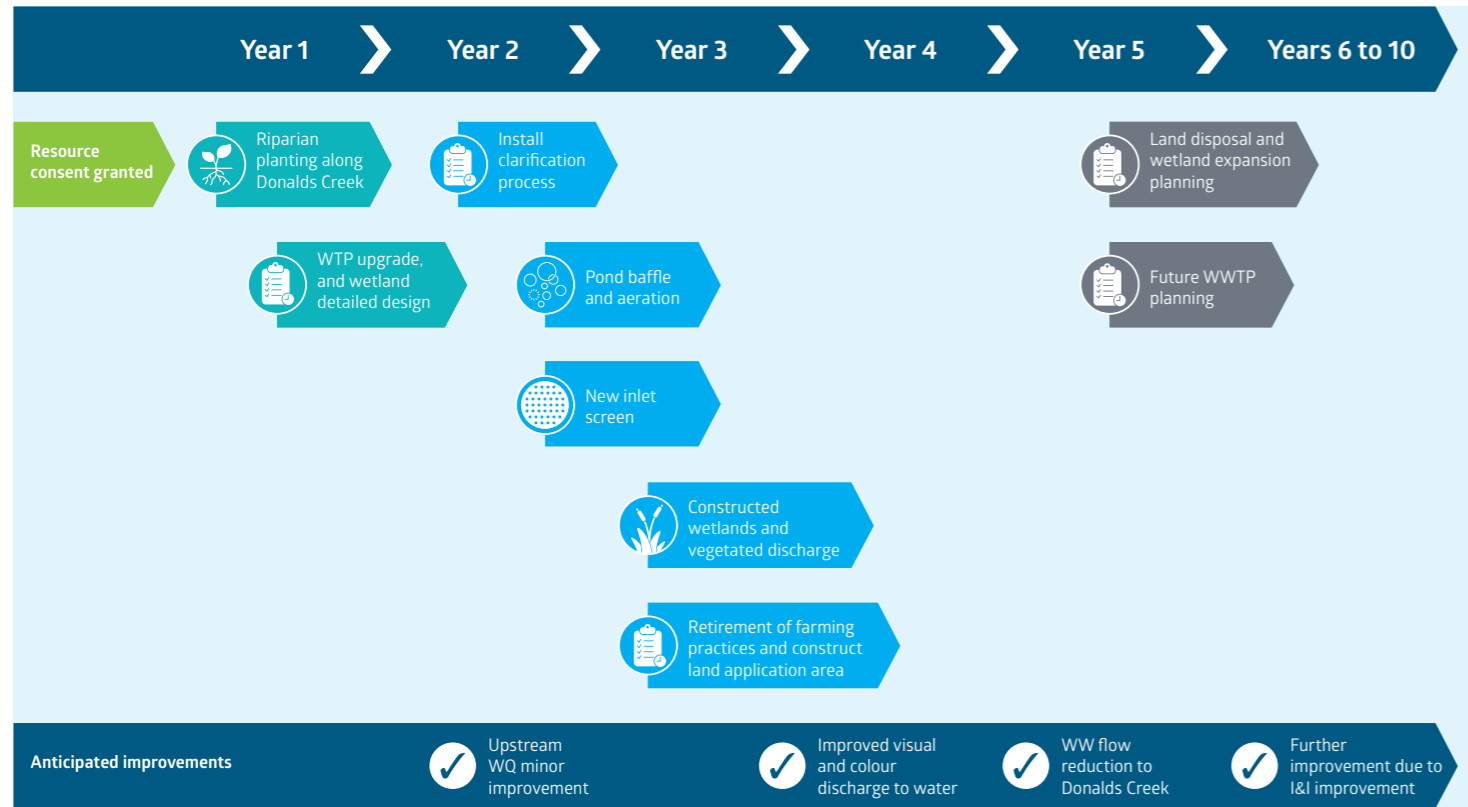 Year 1
Year 2
Year 3
Year 4
Year 5
Years 6 to 10
Resource
consent granted
Riparian
planting along
Donalds Creek
Install
clarification
process
Land disposal and
wetland expansion
planning
WTP upgrade,
and wetland
detailed design
Pond baffle
and aeration
Future WWTP
planning
New inlet
screen
Constructed
wetlands and
vegetated discharge
Retirement of farming
practices and construct
land application area
Anticipated improvements
Upstream
WQ minor
improvement
Improved visual
and colour
discharge to water
WW flow
reduction to
Donalds Creek
Further
improvement due to
I&I improvement